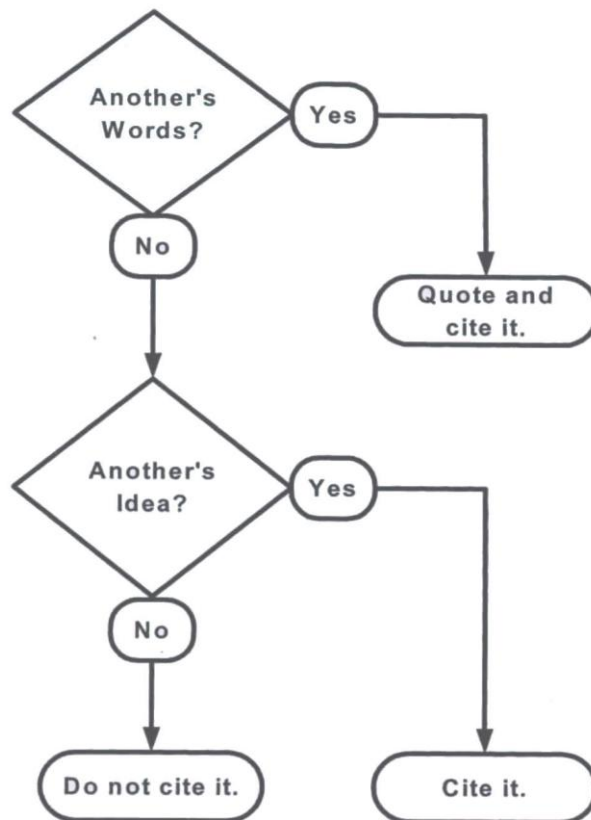 Another's
Words?
Yes
No
Quote and
cite it.
Another's
Idea?
Yes
No
Do not cite it.
Cite it.